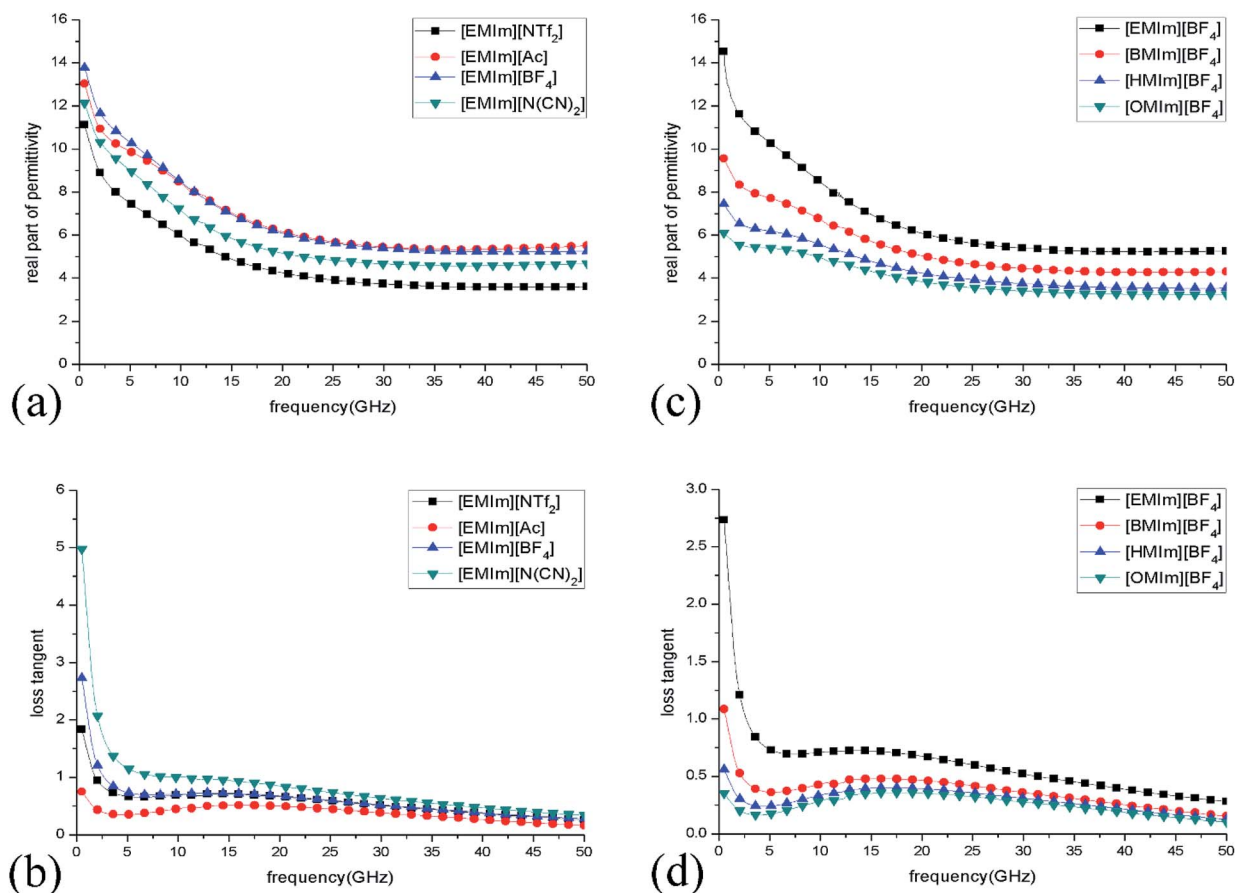 16
14
12
10
8
6
4
2
0
real part of permittivity
[EMIm][NTf₂]
[EMIm][Ac]
[EMIm][BF₄]
[EMIm][N(CN)₂]
0 5 10 15 20 25 30 35 40 45 50
frequency(GHz)
(a)
16
14
12
10
8
6
4
2
0
real part of permittivity
[EMIm][BF₄]
[BMIm][BF₄]
[HMIm][BF₄]
[OMIm][BF₄]
0 5 10 15 20 25 30 35 40 45 50
frequency(GHz)
(c)
6
5
4
3
2
1
0
loss tangent
[EMIm][NTf₂]
[EMIm][Ac]
[EMIm][BF₄]
[EMIm][N(CN)₂]
0 5 10 15 20 25 30 35 40 45 50
frequency(GHz)
(b)
3.0
2.5
2.0
1.5
1.0
0.5
0.0
loss tangent
[EMIm][BF₄]
[BMIm][BF₄]
[HMIm][BF₄]
[OMIm][BF₄]
0 5 10 15 20 25 30 35 40 45 50
frequency(GHz)
(d)